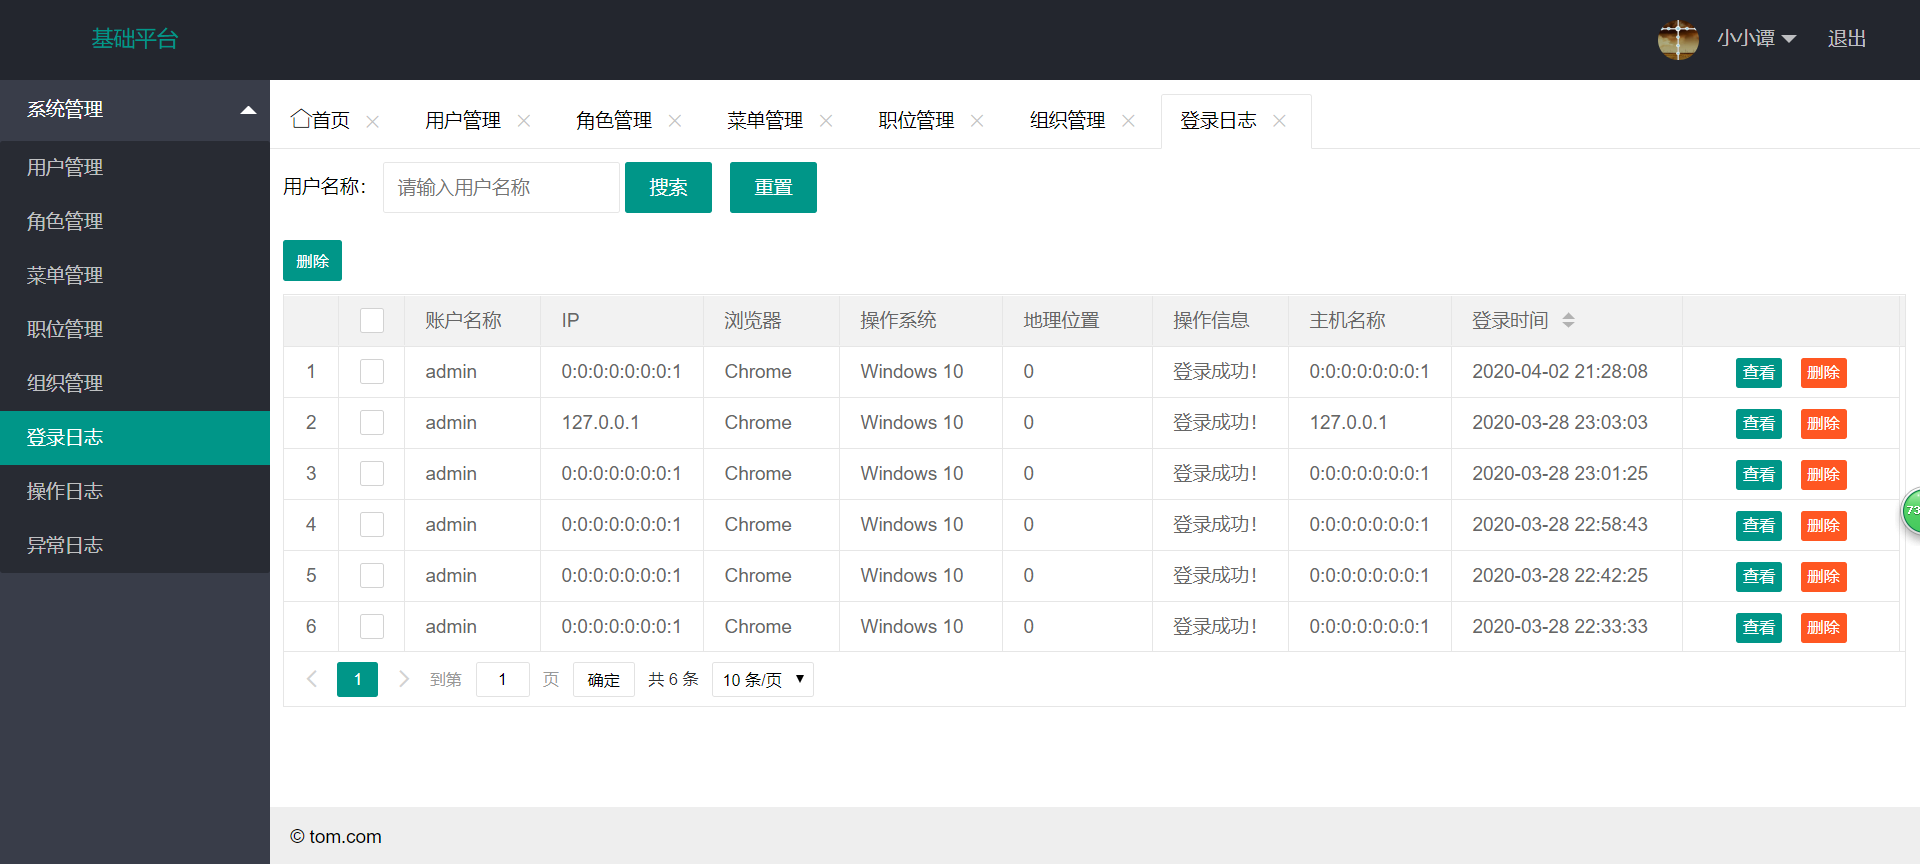 基础平台
小小谭 退出
系统管理
用户管理
角色管理
菜单管理
职位管理
组织管理
登录日志
操作日志
异常日志
首页 用户管理 角色管理 菜单管理 职位管理 组织管理 登录日志
用户名称： 请输入用户名称 搜索 重置
删除
账户名称 IP 浏览器 操作系统 地理位置 操作信息 主机名称 登录时间
1 admin 0:0:0:0:0:0:0:1 Chrome Windows 10 0 登录成功！ 0:0:0:0:0:0:0:1 2020-04-02 21:28:08 查看 删除
2 admin 127.0.0.1 Chrome Windows 10 0 登录成功！ 127.0.0.1 2020-03-28 23:03:03 查看 删除
3 admin 0:0:0:0:0:0:0:1 Chrome Windows 10 0 登录成功！ 0:0:0:0:0:0:0:1 2020-03-28 23:01:25 查看 删除
4 admin 0:0:0:0:0:0:0:1 Chrome Windows 10 0 登录成功！ 0:0:0:0:0:0:0:1 2020-03-28 22:58:43 查看 删除
5 admin 0:0:0:0:0:0:0:1 Chrome Windows 10 0 登录成功！ 0:0:0:0:0:0:0:1 2020-03-28 22:42:25 查看 删除
6 admin 0:0:0:0:0:0:0:1 Chrome Windows 10 0 登录成功！ 0:0:0:0:0:0:0:1 2020-03-28 22:33:33 查看 删除
1 到第 1 页 确定 共 6 条 10 条/页
73
© tom.com